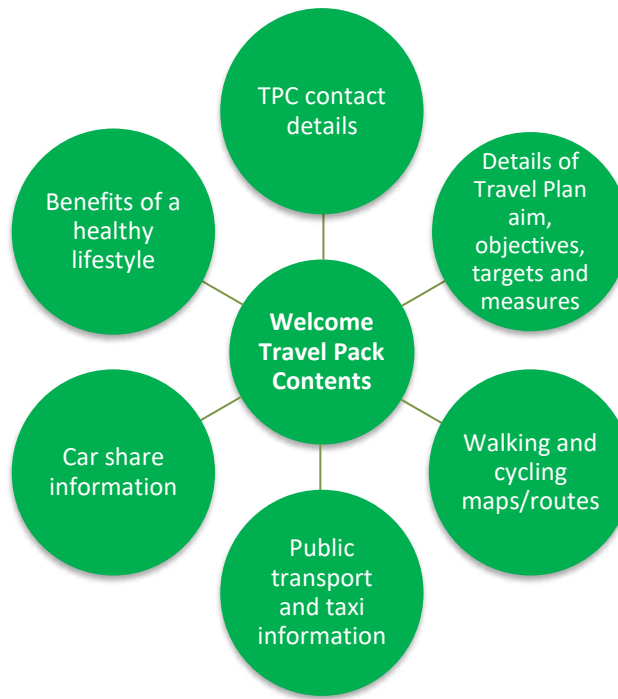 TPC contact
details
Details of
Travel Plan
aim,
objectives,
targets and
measures
Benefits of a
healthy
lifestyle
Welcome
Travel Pack
Contents
Car share
information
Walking and
cycling
maps/routes
Public
transport
and taxi
information